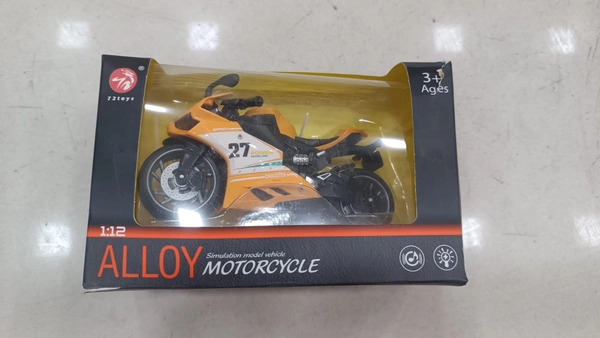 ®
72toys
3+
Ages
27
1:12
ALLOY
Simulation model vehicle
MOTORCYCLE